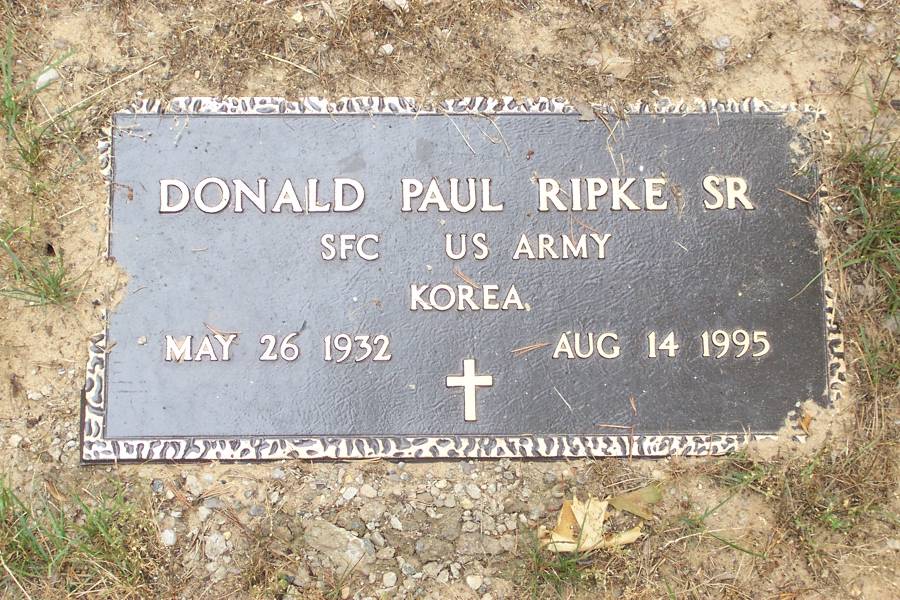 DONALD PAUL RIPKE SR
SFC US ARMY
KOREA
MAY 26 1932 AUG 14 1995